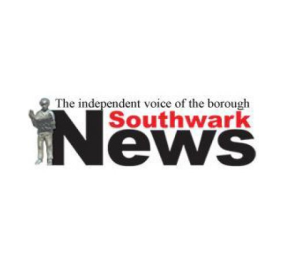 The independent voice of the borough
Southwark
News